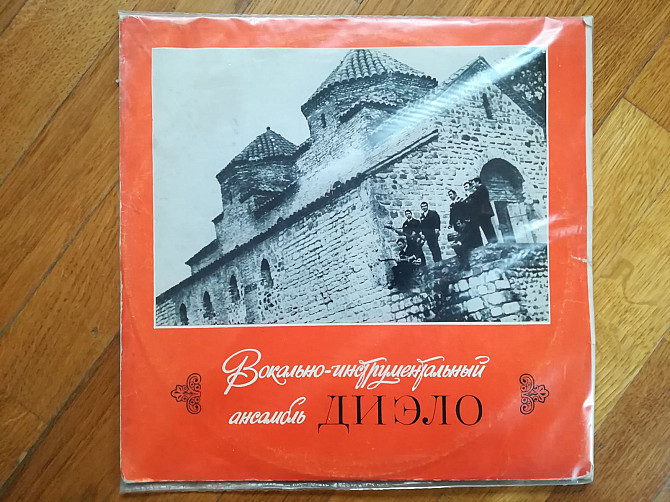 Вокально-инструментальный
ансамбль ДИЭЛО